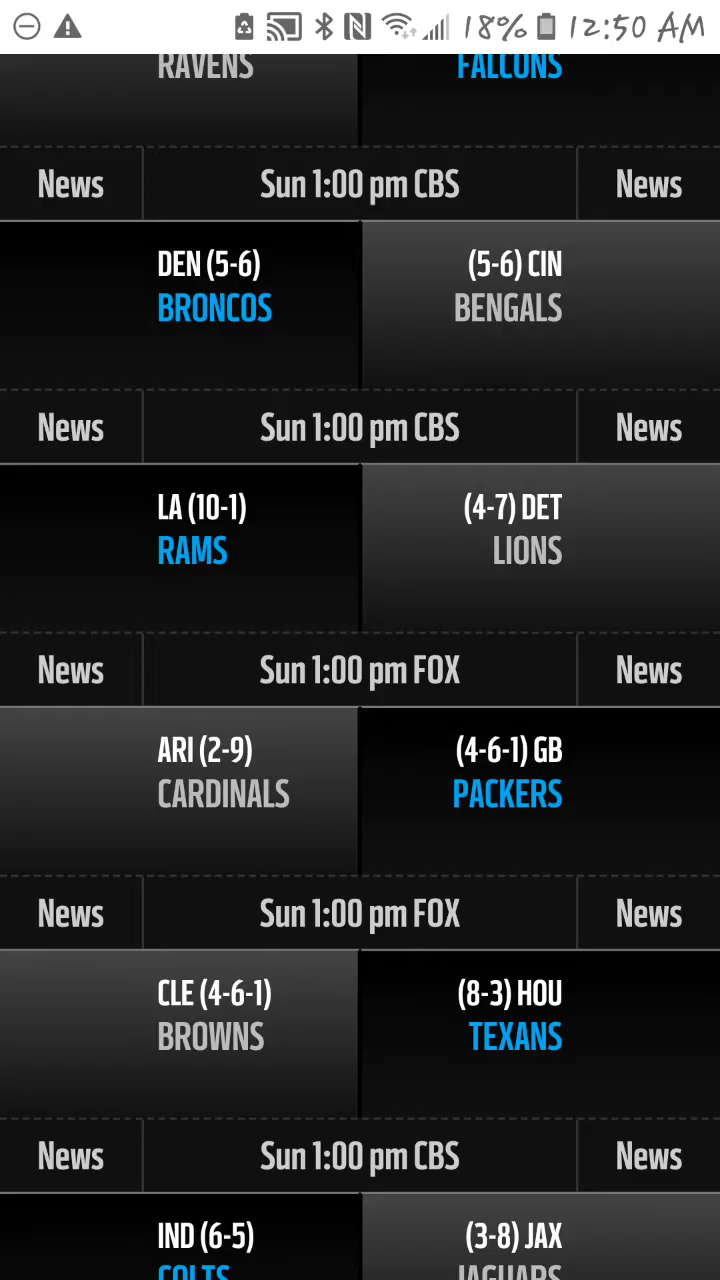 18% 12:50 AM
RAVENS FALCONS
News Sun 1:00 pm CBS News
DEN (5-6) (5-6) CIN
BRONCOS BENGALS
News Sun 1:00 pm CBS News
LA (10-1) (4-7) DET
RAMS LIONS
News Sun 1:00 pm FOX News
ARI (2-9) (4-6-1) GB
CARDINALS PACKERS
News Sun 1:00 pm FOX News
CLE (4-6-1) (8-3) HOU
BROWNS TEXANS
News Sun 1:00 pm CBS News
IND (6-5) (3-8) JAX
COLTS JAGUARS